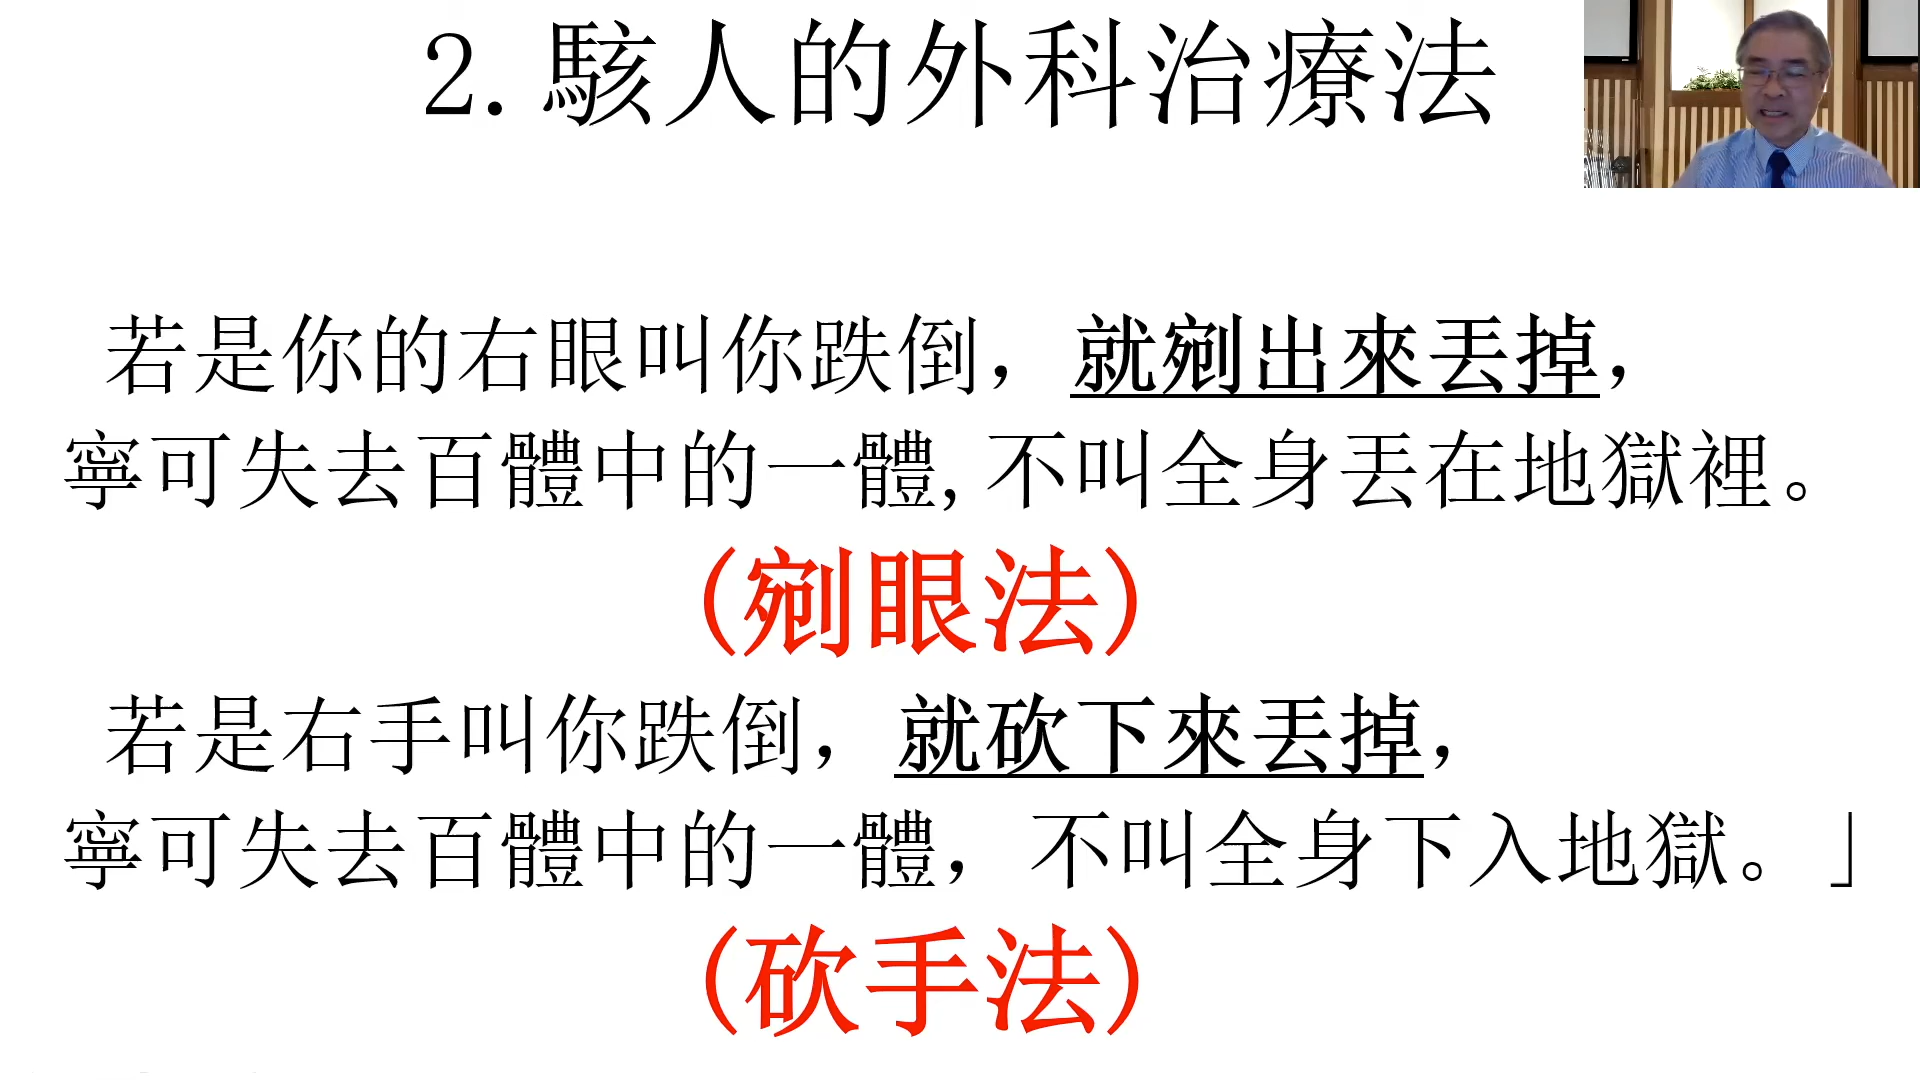 2.駭人的外科治療法
若是你的右眼叫你跌倒，就剜出來丟掉，
寧可失去百體中的一體,不叫全身丟在地獄裡。
(剜眼法)
若是右手叫你跌倒，就砍下來丟掉，
寧可失去百體中的一體，不叫全身下入地獄。」
(砍手法)